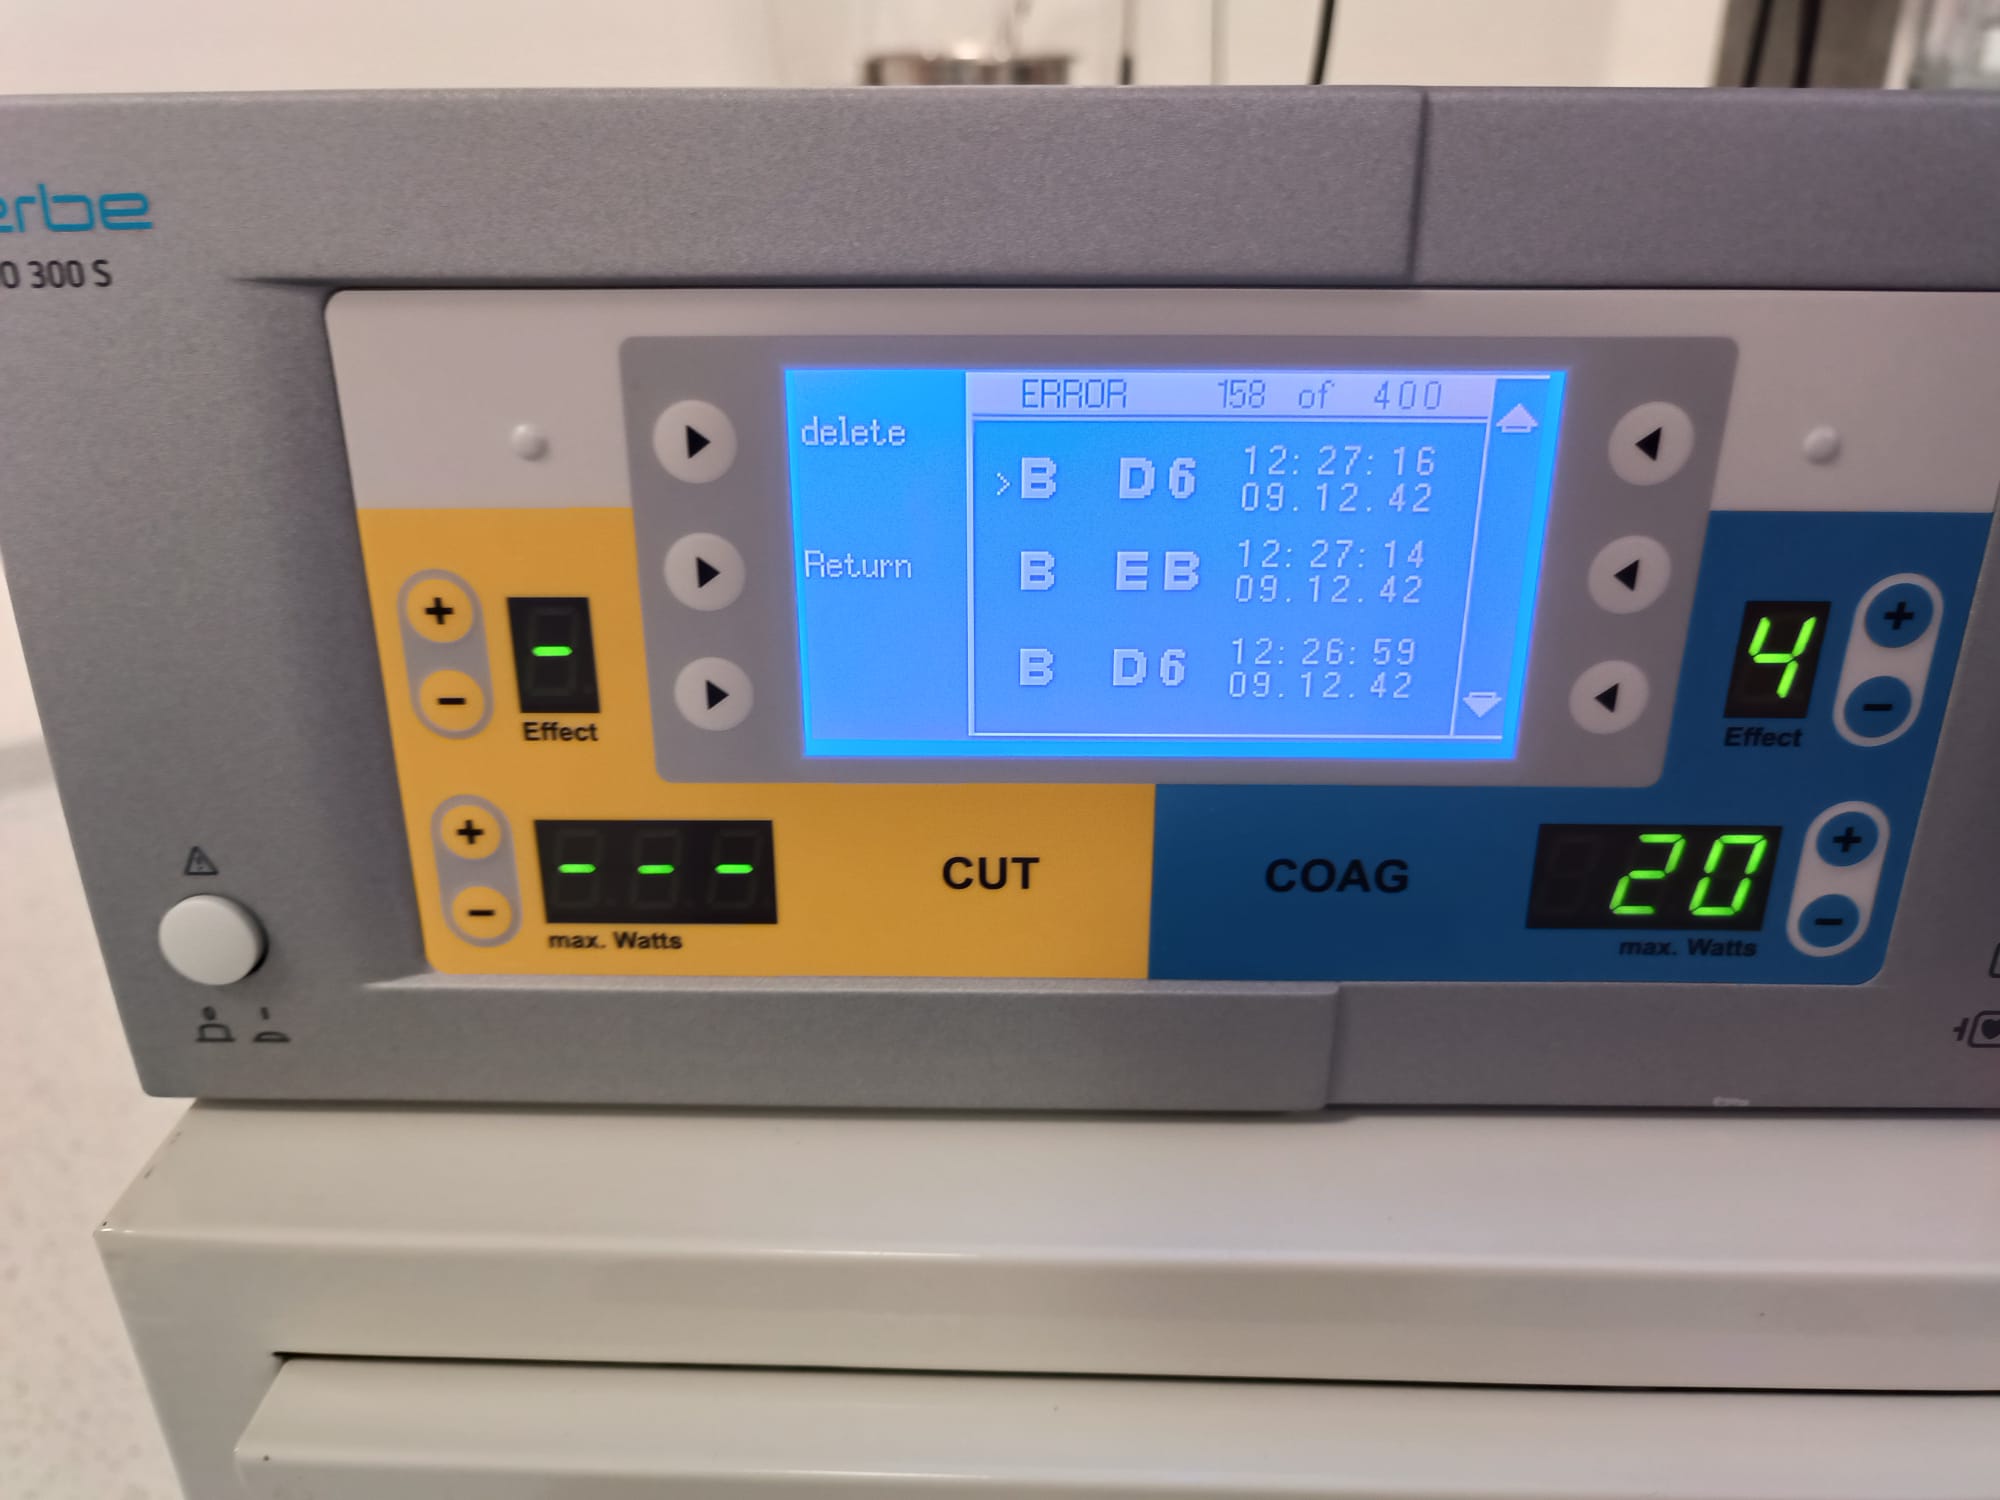 erbe
0 300 S
ERROR 158 of 400
delete
>B D6 12:27:16
09.12.42
Return
B EB 12:27:14
09.12.42
B D6 12:26:59
09.12.42
+
-
-
Effect
4
Effect
+
-
+
-
---
max. Watts
CUT
COAG
20
max. Watts
+
-